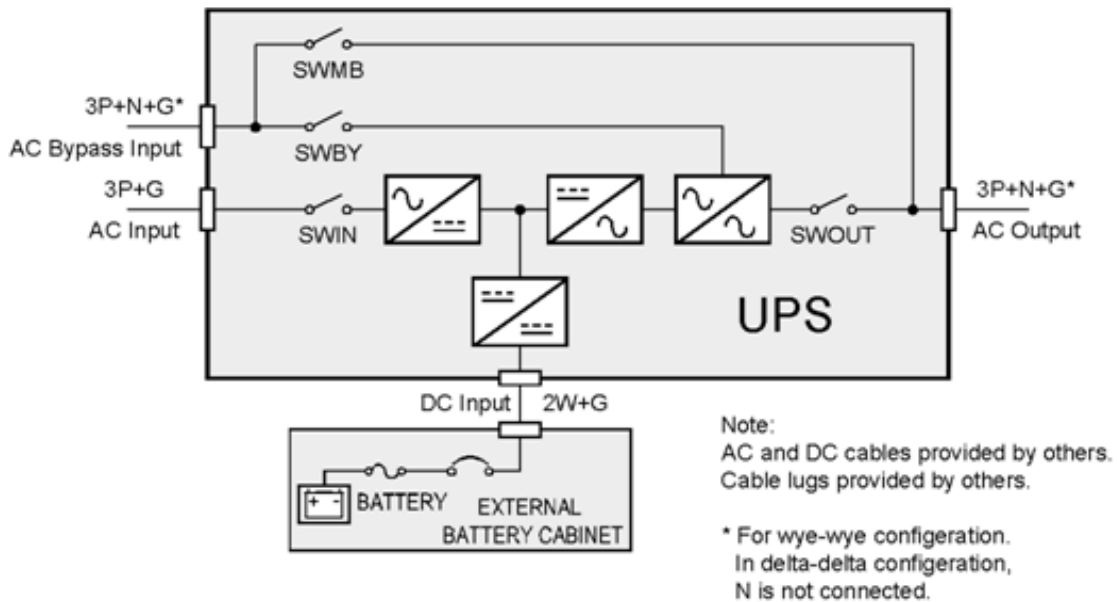 SWMB
3P+N+G*
AC Bypass Input
SWBY
3P+G
AC Input
SWIN
SWOUT
3P+N+G*
AC Output
UPS
DC Input
2W+G
+ -
BATTERY
EXTERNAL
BATTERY CABINET
Note:
AC and DC cables provided by others.
Cable lugs provided by others.
* For wye-wye configeration.
In delta-delta configeration,
N is not connected.